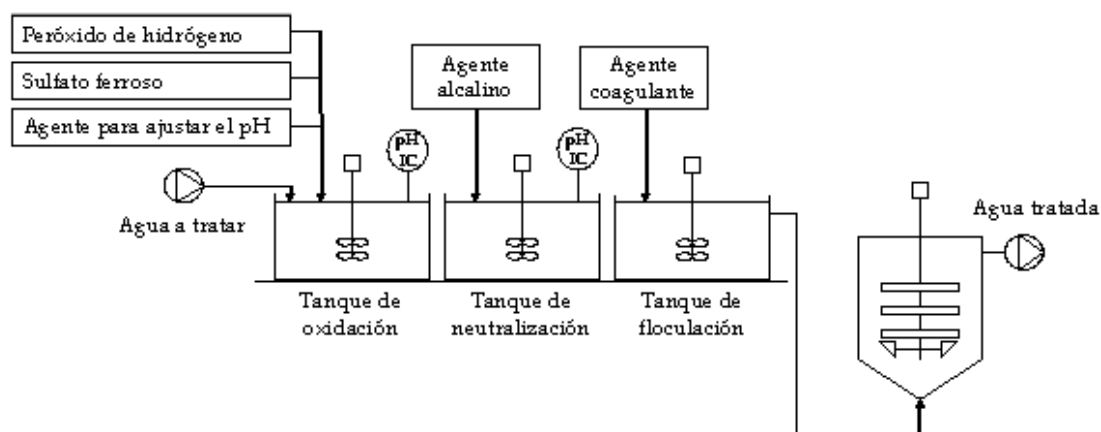 Peróxido de hidrógeno
Sulfato ferroso
Agente para ajustar el pH
Agente
alcalino
Agente
coagulante
pH
IC
pH
IC
Agua a tratar
Agua tratada
Tanque de
oxidación
Tanque de
neutralización
Tanque de
floculación